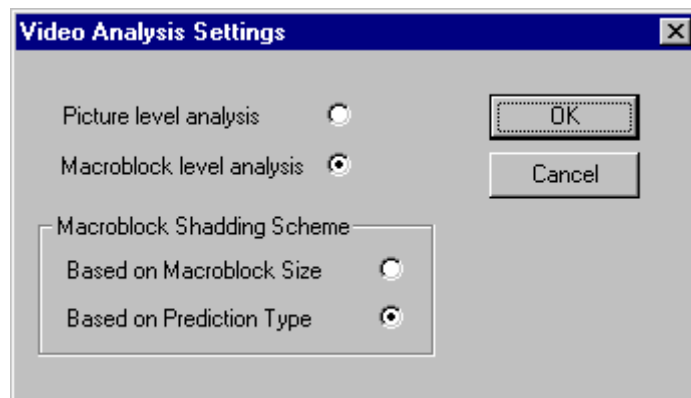 Video Analysis Settings
Picture level analysis
OK
Macroblock level analysis
Cancel
Macroblock Shadding Scheme
Based on Macroblock Size
Based on Prediction Type